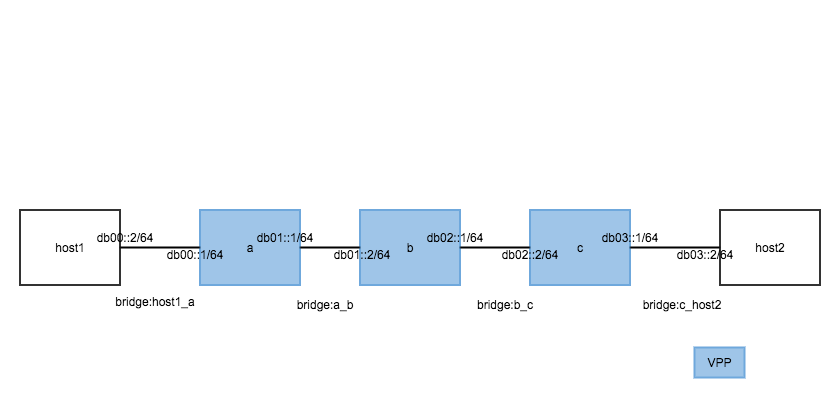 host1
db00::2/64
db00::1/64
a
db01::1/64
db01::2/64
b
db02::1/64
db02::2/64
c
db03::1/64
db03::2/64
host2
bridge:host1_a
bridge:a_b
bridge:b_c
bridge:c_host2
VPP